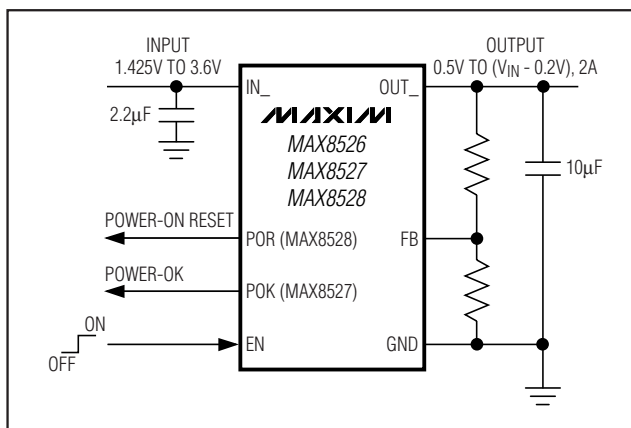 INPUT
1.425V TO 3.6V
OUTPUT
0.5V TO (VIN - 0.2V), 2A
IN_
OUT_
2.2µF
MAXIM
MAX8526
MAX8527
MAX8528
10µF
POWER-ON RESET
POR (MAX8528)
FB
POWER-OK
POK (MAX8527)
ON
OFF
EN
GND